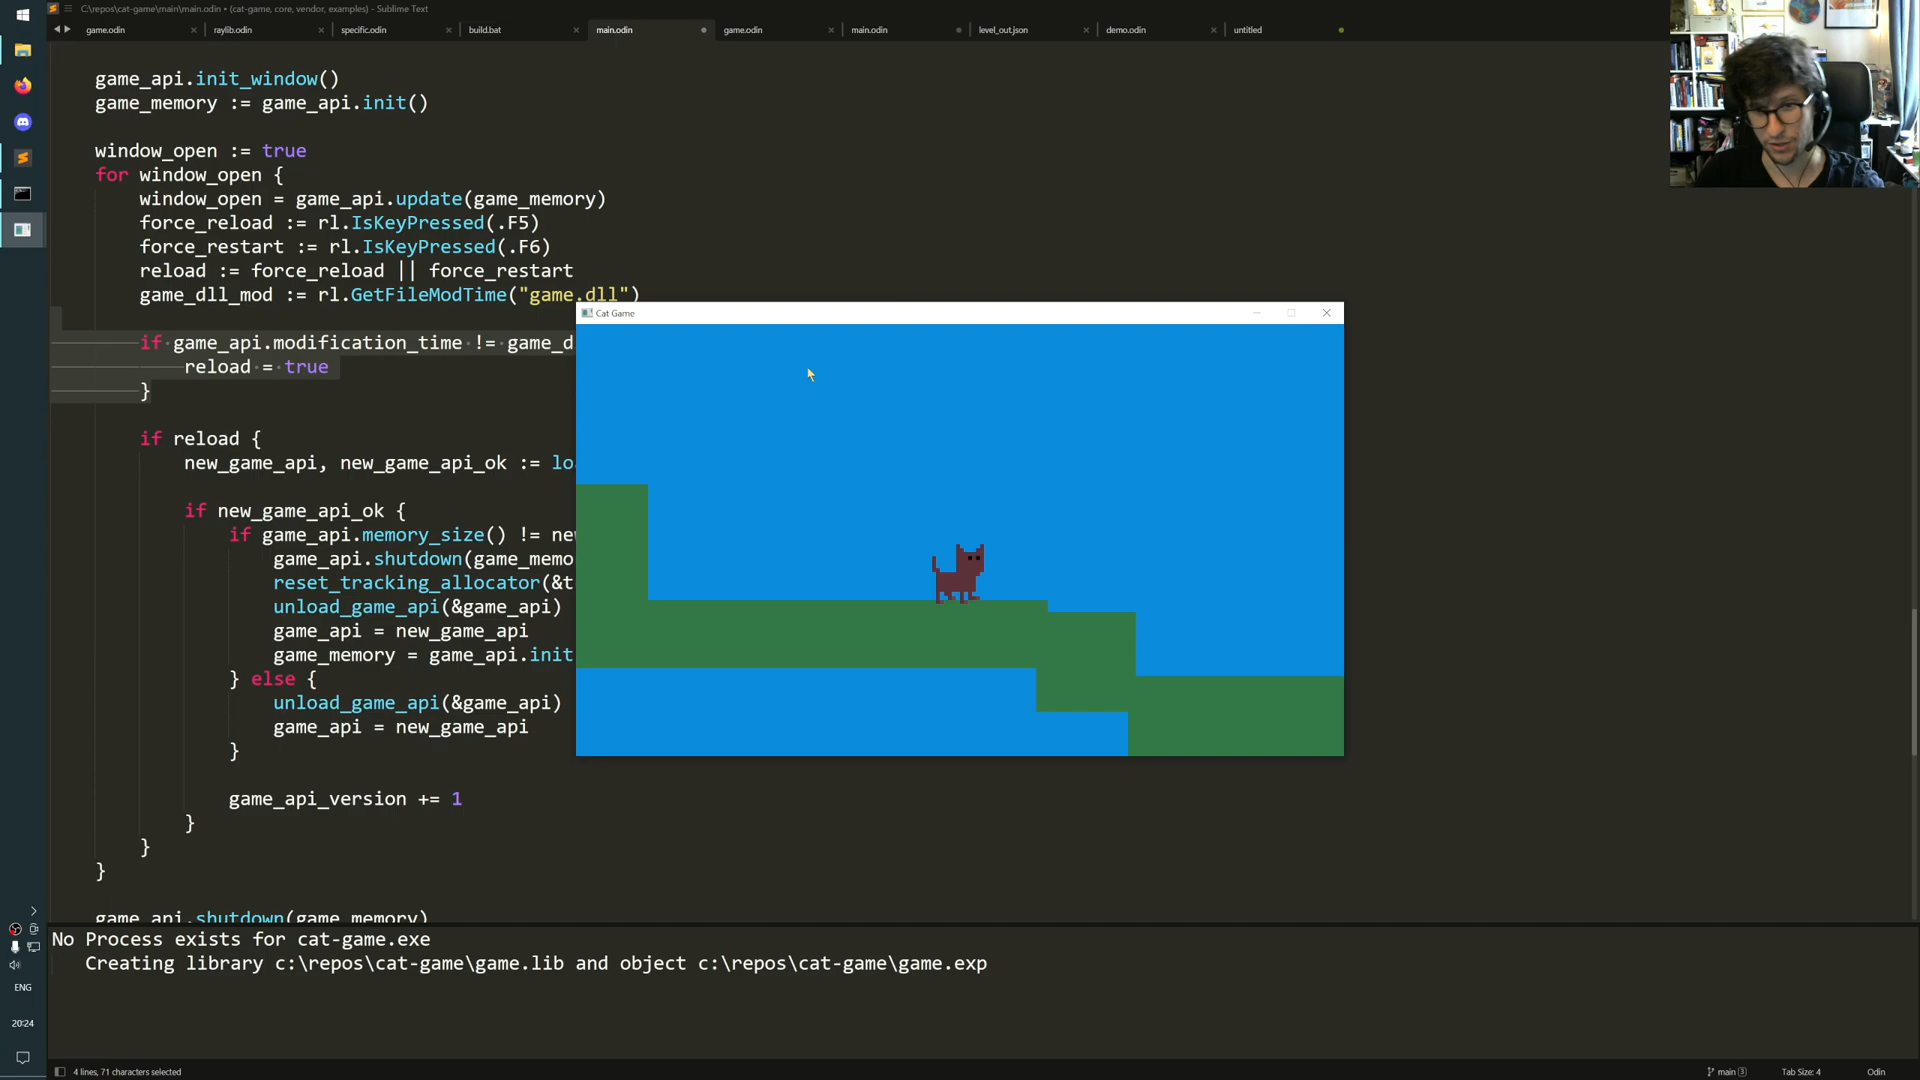 C:\repos\cat-game\main\main.odin • (cat-game, core, vendor, examples) - Sublime Text
game.odin
raylib.odin
specific.odin
build.bat
main.odin
game.odin
main.odin
level_out.json
demo.odin
untitled
game_api.init_window()
game_memory := game_api.init()
window_open := true
for window_open {
window_open = game_api.update(game_memory)
force_reload := rl.IsKeyPressed(.F5)
force_restart := rl.IsKeyPressed(.F6)
reload := force_reload || force_restart
game_dll_mod := rl.GetFileModTime("game.dll")
if game_api.modification_time != game_d
reload = true
}
if reload {
new_game_api, new_game_api_ok := loa
if new_game_api_ok {
if game_api.memory_size() != new
game_api.shutdown(game_memo
reset_tracking_allocator(&t
unload_game_api(&game_api)
game_api = new_game_api
game_memory = game_api.init
} else {
unload_game_api(&game_api)
game_api = new_game_api
}
game_api_version += 1
}
}
}
game_api.shutdown(game_memory)
Cat Game
No Process exists for cat-game.exe
Creating library c:\repos\cat-game\game.lib and object c:\repos\cat-game\game.exp
ENG
20:24
4 lines, 71 characters selected
main 3
Tab Size: 4
Odin